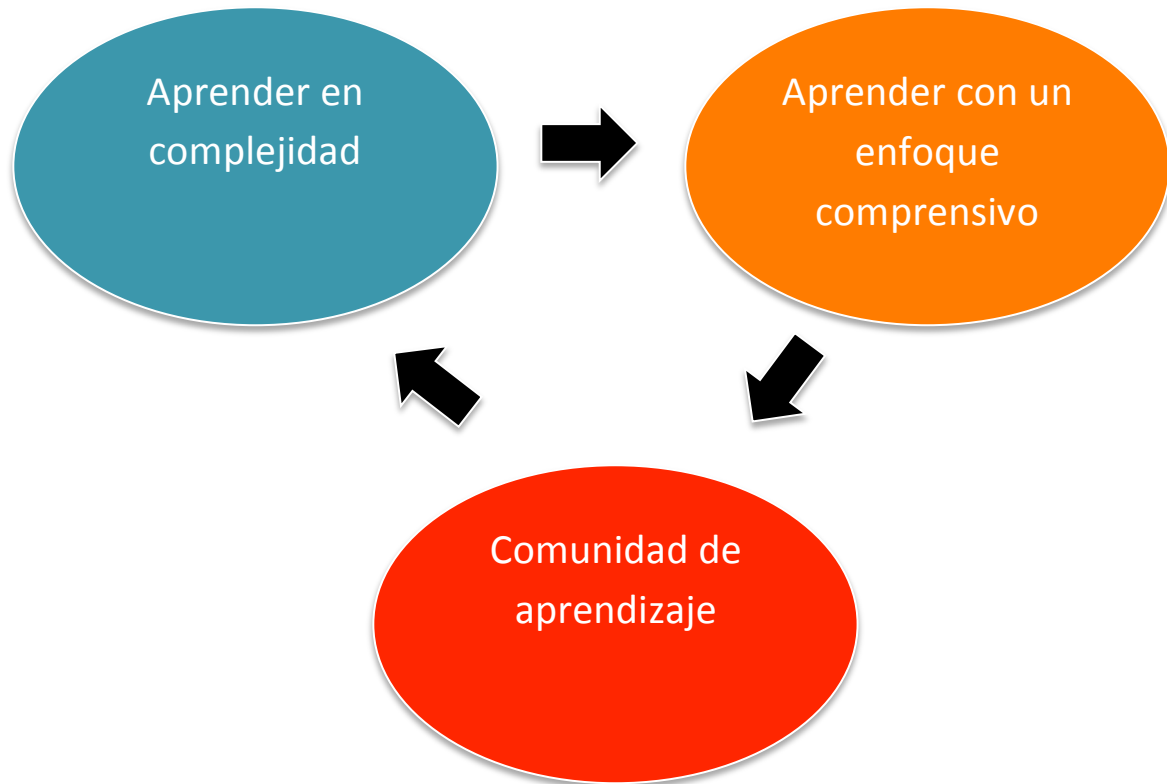 Aprender en
complejidad
Aprender con un
enfoque
comprensivo
Comunidad de
aprendizaje